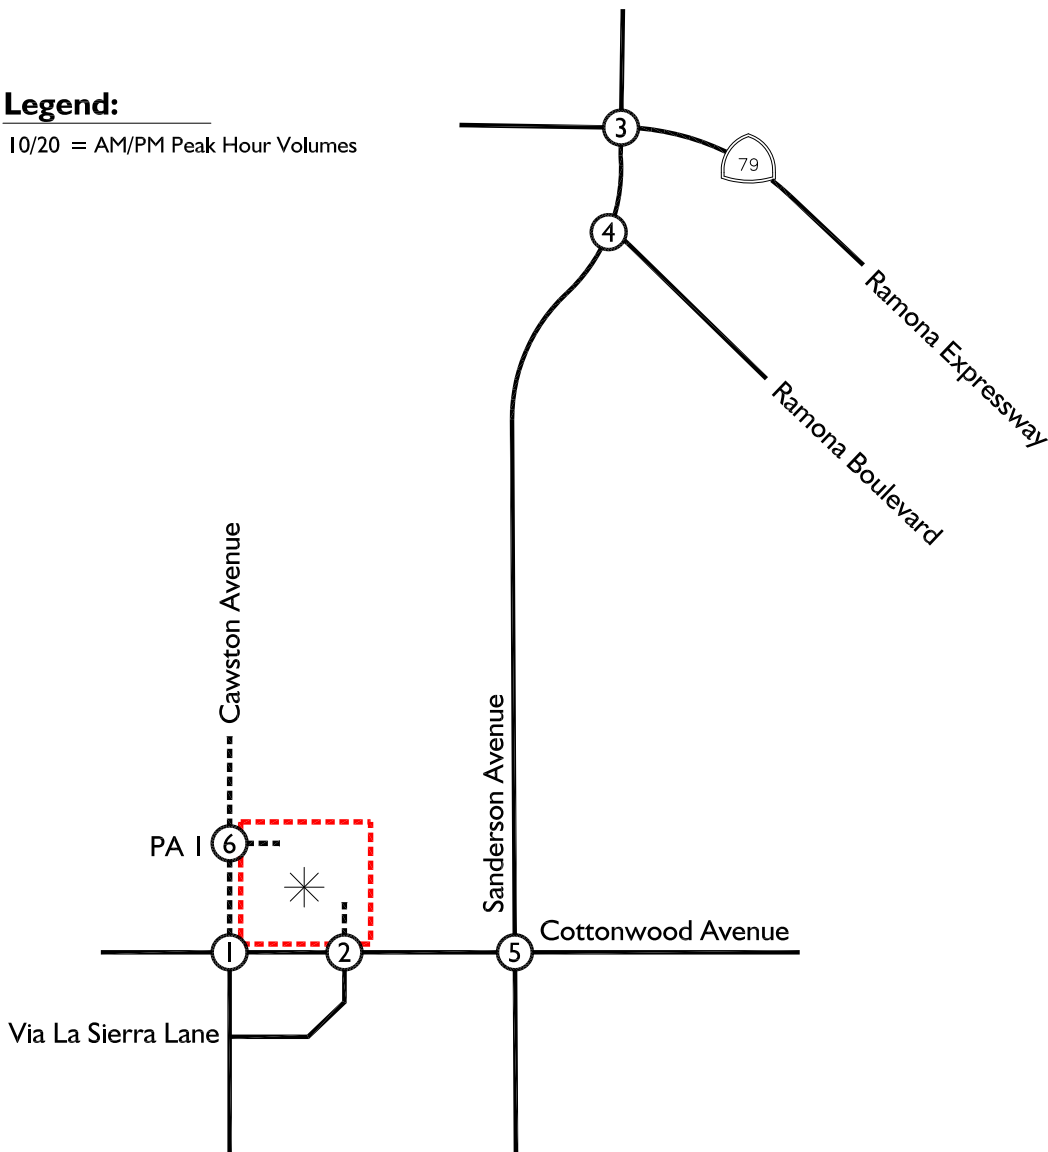 Legend:
10/20 = AM/PM Peak Hour Volumes
3
79
4
Ramona Expressway
Ramona Boulevard
Cawston Avenue
Sanderson Avenue
PA 1
6
Cottonwood Avenue
1
2
5
Via La Sierra Lane